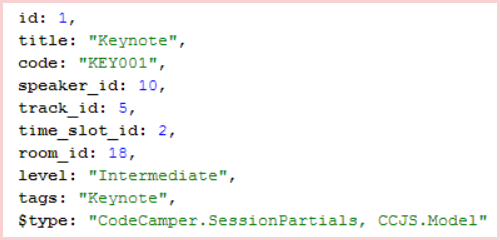 id: 1,
title: "Keynote",
code: "KEY001",
speaker_id: 10,
track_id: 5,
time_slot_id: 2,
room_id: 18,
level: "Intermediate",
tags: "Keynote",
$type: "CodeCamper.SessionPartials, CCJS.Model"